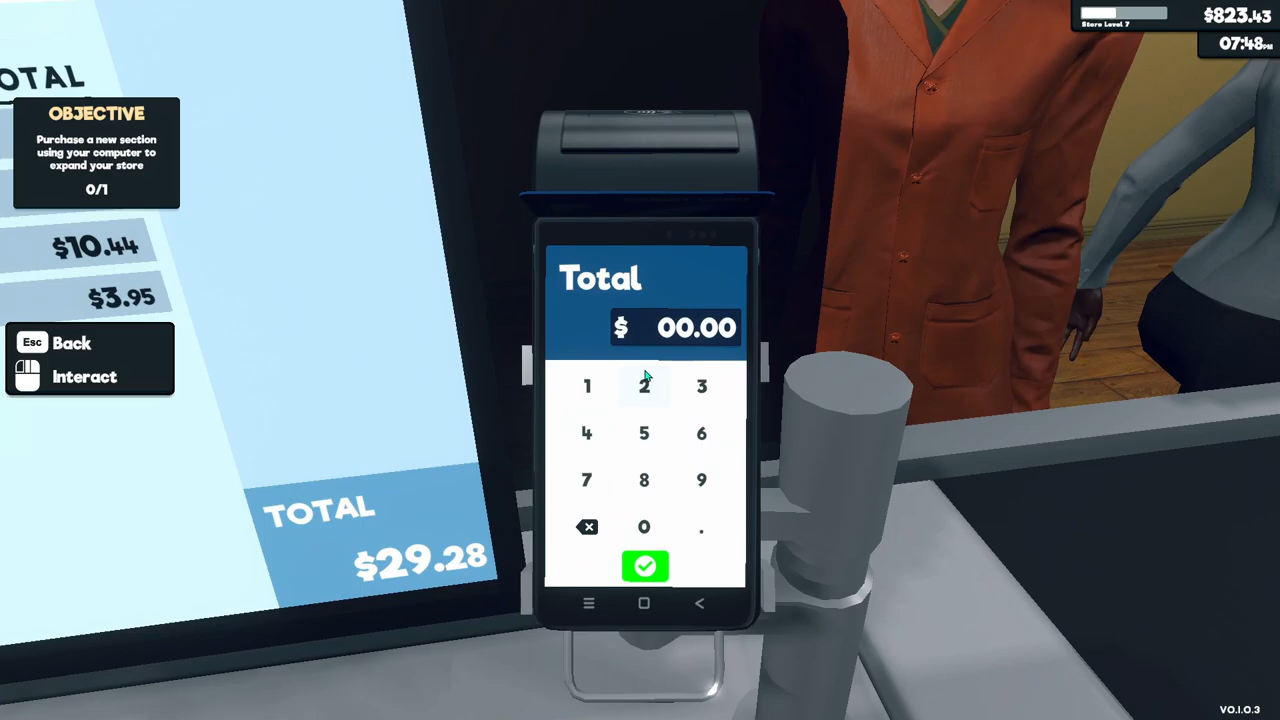 $823.43
Store Level 7
07:48PM
OTAL
OBJECTIVE
Purchase a new section
using your computer to
expand your store
0/1
$10.44
$3.95
Esc Back
Interact
Total
$ 00.00
1 2 3
4 5 6
7 8 9
0 .
TOTAL
$29.28
V0.1.0.3